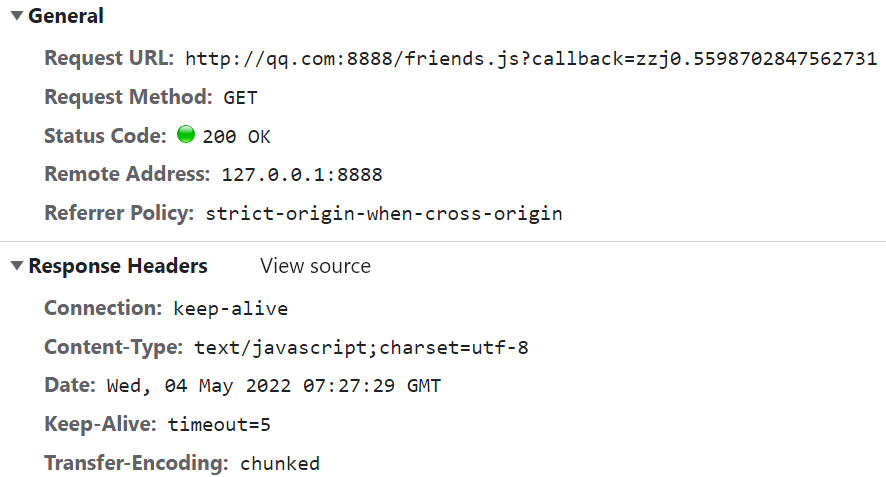 General
Request URL: http://qq.com:8888/friends.js?callback=zzj0.5598702847562731
Request Method: GET
Status Code: 200 OK
Remote Address: 127.0.0.1:8888
Referrer Policy: strict-origin-when-cross-origin
Response Headers View source
Connection: keep-alive
Content-Type: text/javascript;charset=utf-8
Date: Wed, 04 May 2022 07:27:29 GMT
Keep-Alive: timeout=5
Transfer-Encoding: chunked